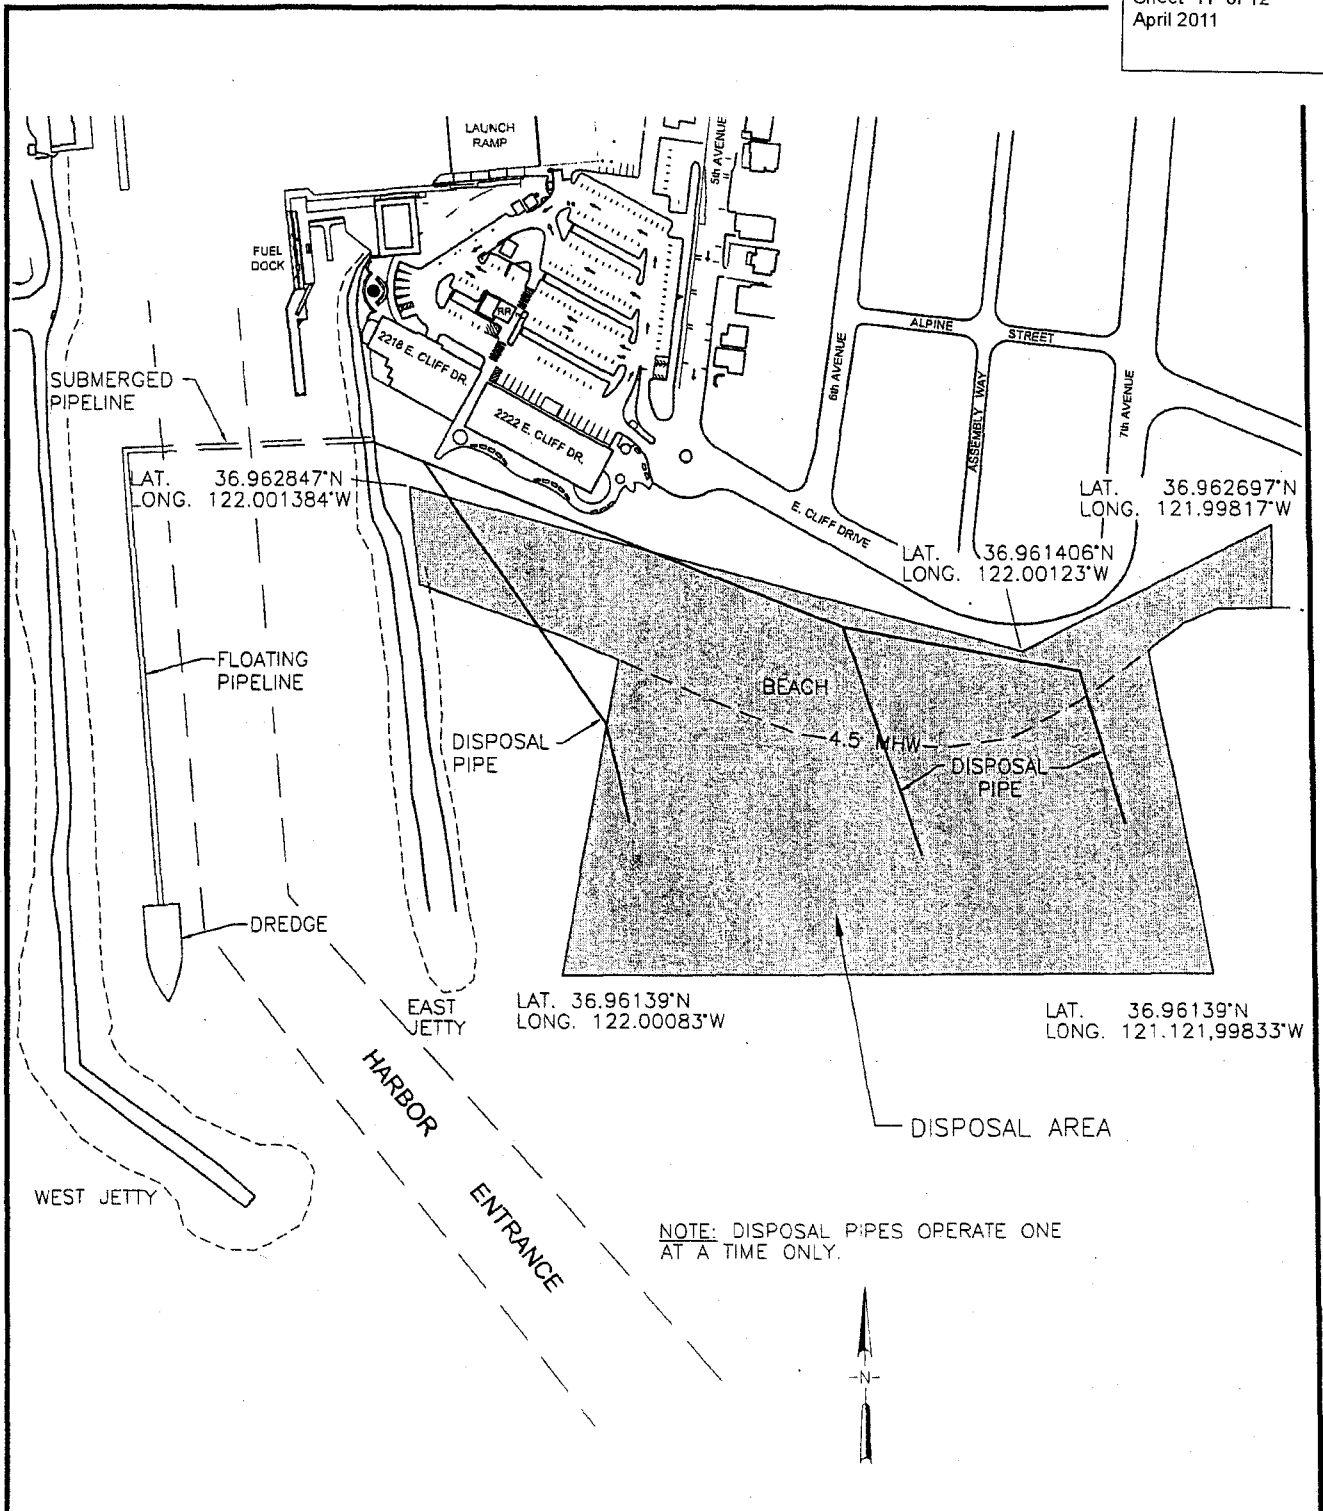 April 2011
LAUNCH
RAMP
5th AVENUE
FUEL
DOCK
RR
2218 E. CLIFF DR.
2222 E. CLIFF DR.
ALPINE STREET
6th AVENUE
ASSEMBLY WAY
7th AVENUE
E. CLIFF DRIVE
SUBMERGED
PIPELINE
LAT. 36.962847°N
LONG. 122.001384°W
LAT. 36.962697°N
LONG. 121.99817°W
LAT. 36.961406°N
LONG. 122.00123°W
FLOATING
PIPELINE
BEACH
4.5' MHW
DISPOSAL
PIPE
DISPOSAL
PIPE
DREDGE
EAST
JETTY
LAT. 36.96139°N
LONG. 122.00083°W
LAT. 36.96139°N
LONG. 121.121,99833°W
HARBOR
ENTRANCE
DISPOSAL AREA
WEST JETTY
NOTE: DISPOSAL PIPES OPERATE ONE
AT A TIME ONLY.
-N-